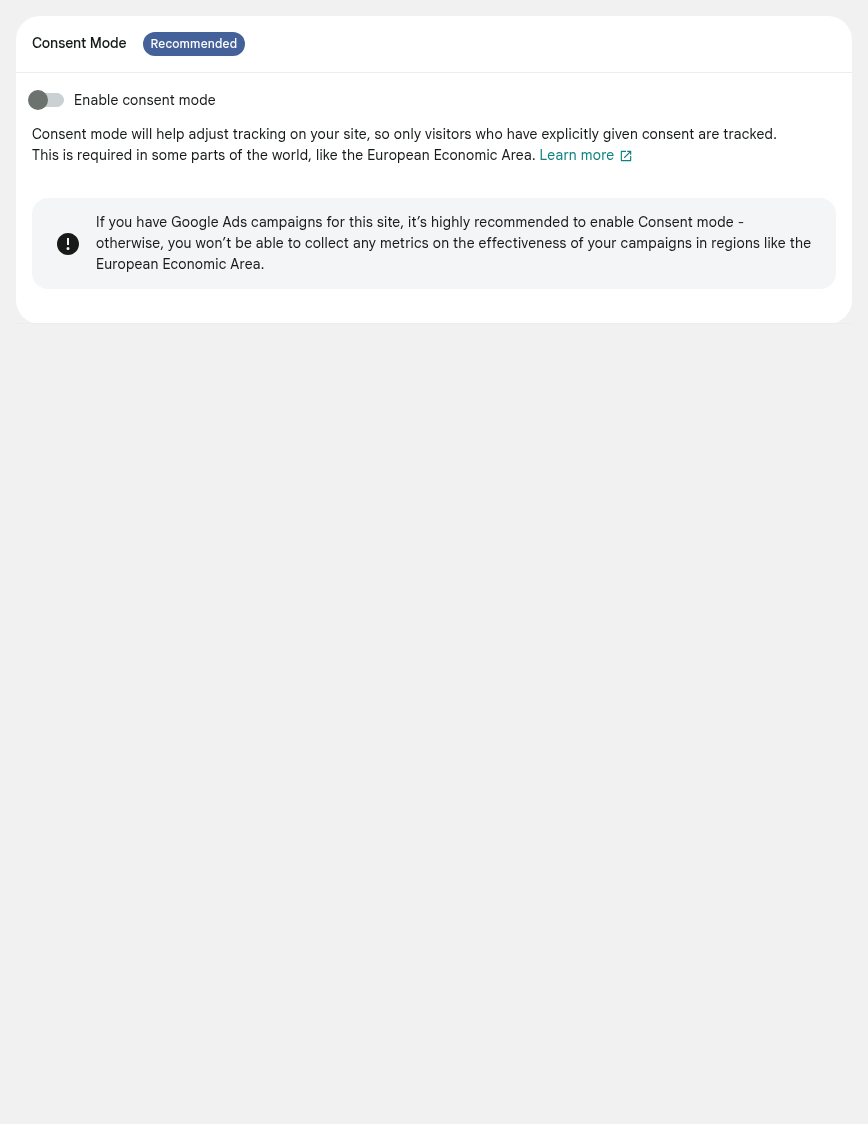 Consent Mode Recommended
Enable consent mode
Consent mode will help adjust tracking on your site, so only visitors who have explicitly given consent are tracked.
This is required in some parts of the world, like the European Economic Area. Learn more
If you have Google Ads campaigns for this site, it’s highly recommended to enable Consent mode -
otherwise, you won’t be able to collect any metrics on the effectiveness of your campaigns in regions like the
European Economic Area.